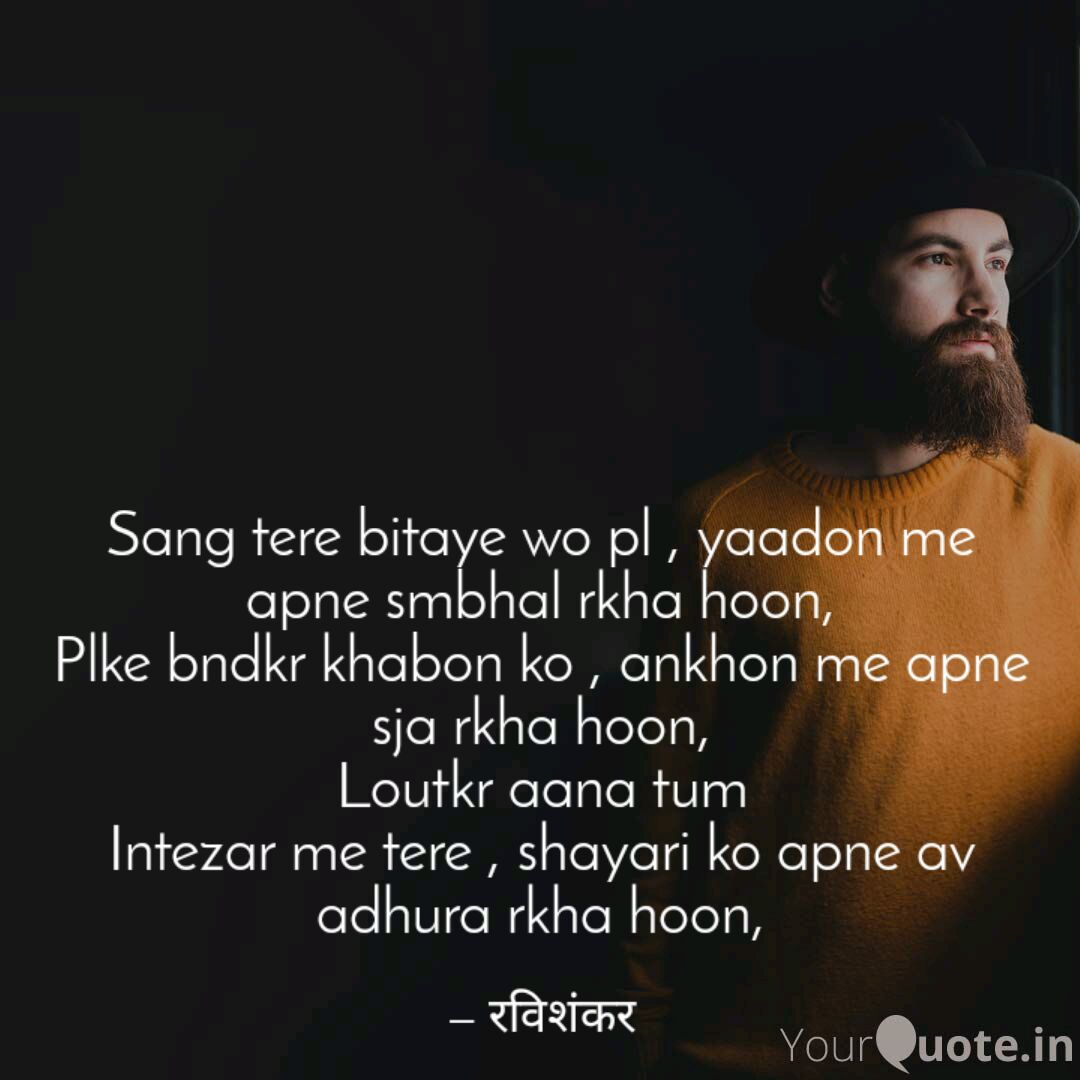 Sang tere bitaye wo pl , yaadon me
apne smbhal rkha hoon,
Plke bndkr khabon ko , ankhon me apne
sja rkha hoon,
Loutkr aana tum
Intezar me tere , shayari ko apne av
adhura rkha hoon,
– रविशंकर
YourQuote.in